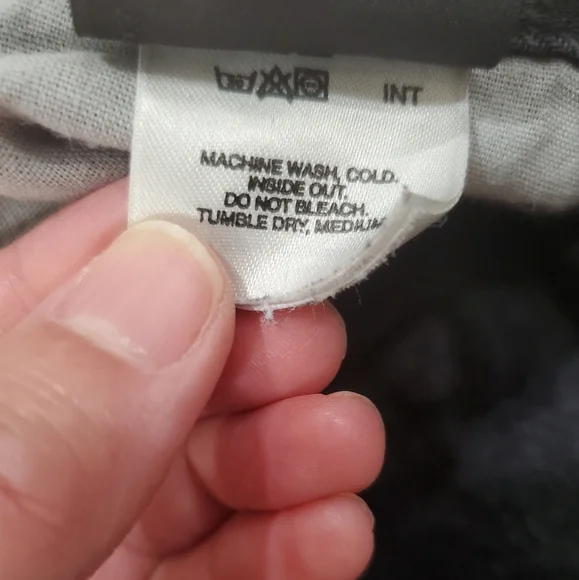 INT
MACHINE WASH, COLD.
INSIDE OUT,
DO NOT BLEACH.
TUMBLE DRY, MEDIUM